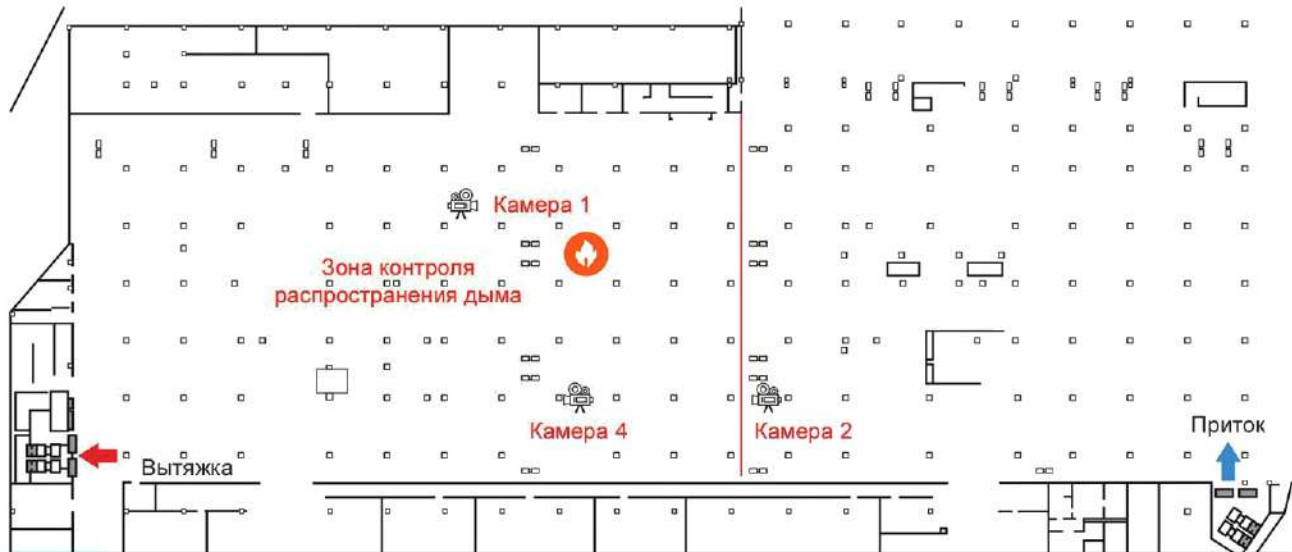 Камера 1
Зона контроля
распространения дыма
Камера 4
Камера 2
Приток
Вытяжка